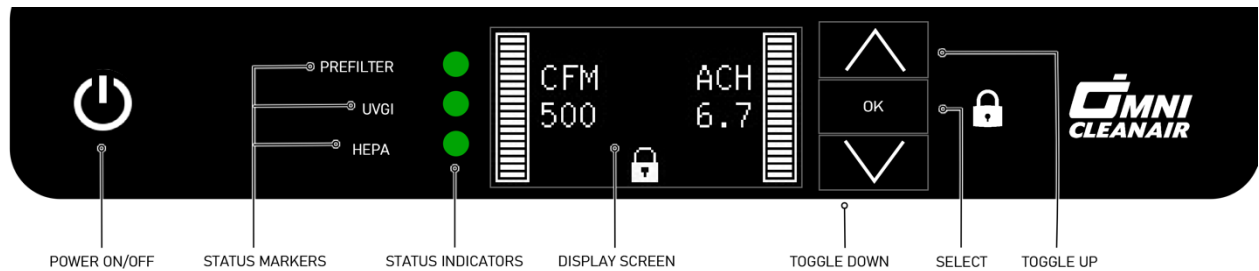 PREFILTER
UVGI
HEPA
CFM ACH
500 6.7
OK
OMNI
CLEANAIR
POWER ON/OFF STATUS MARKERS STATUS INDICATORS DISPLAY SCREEN TOGGLE DOWN SELECT TOGGLE UP